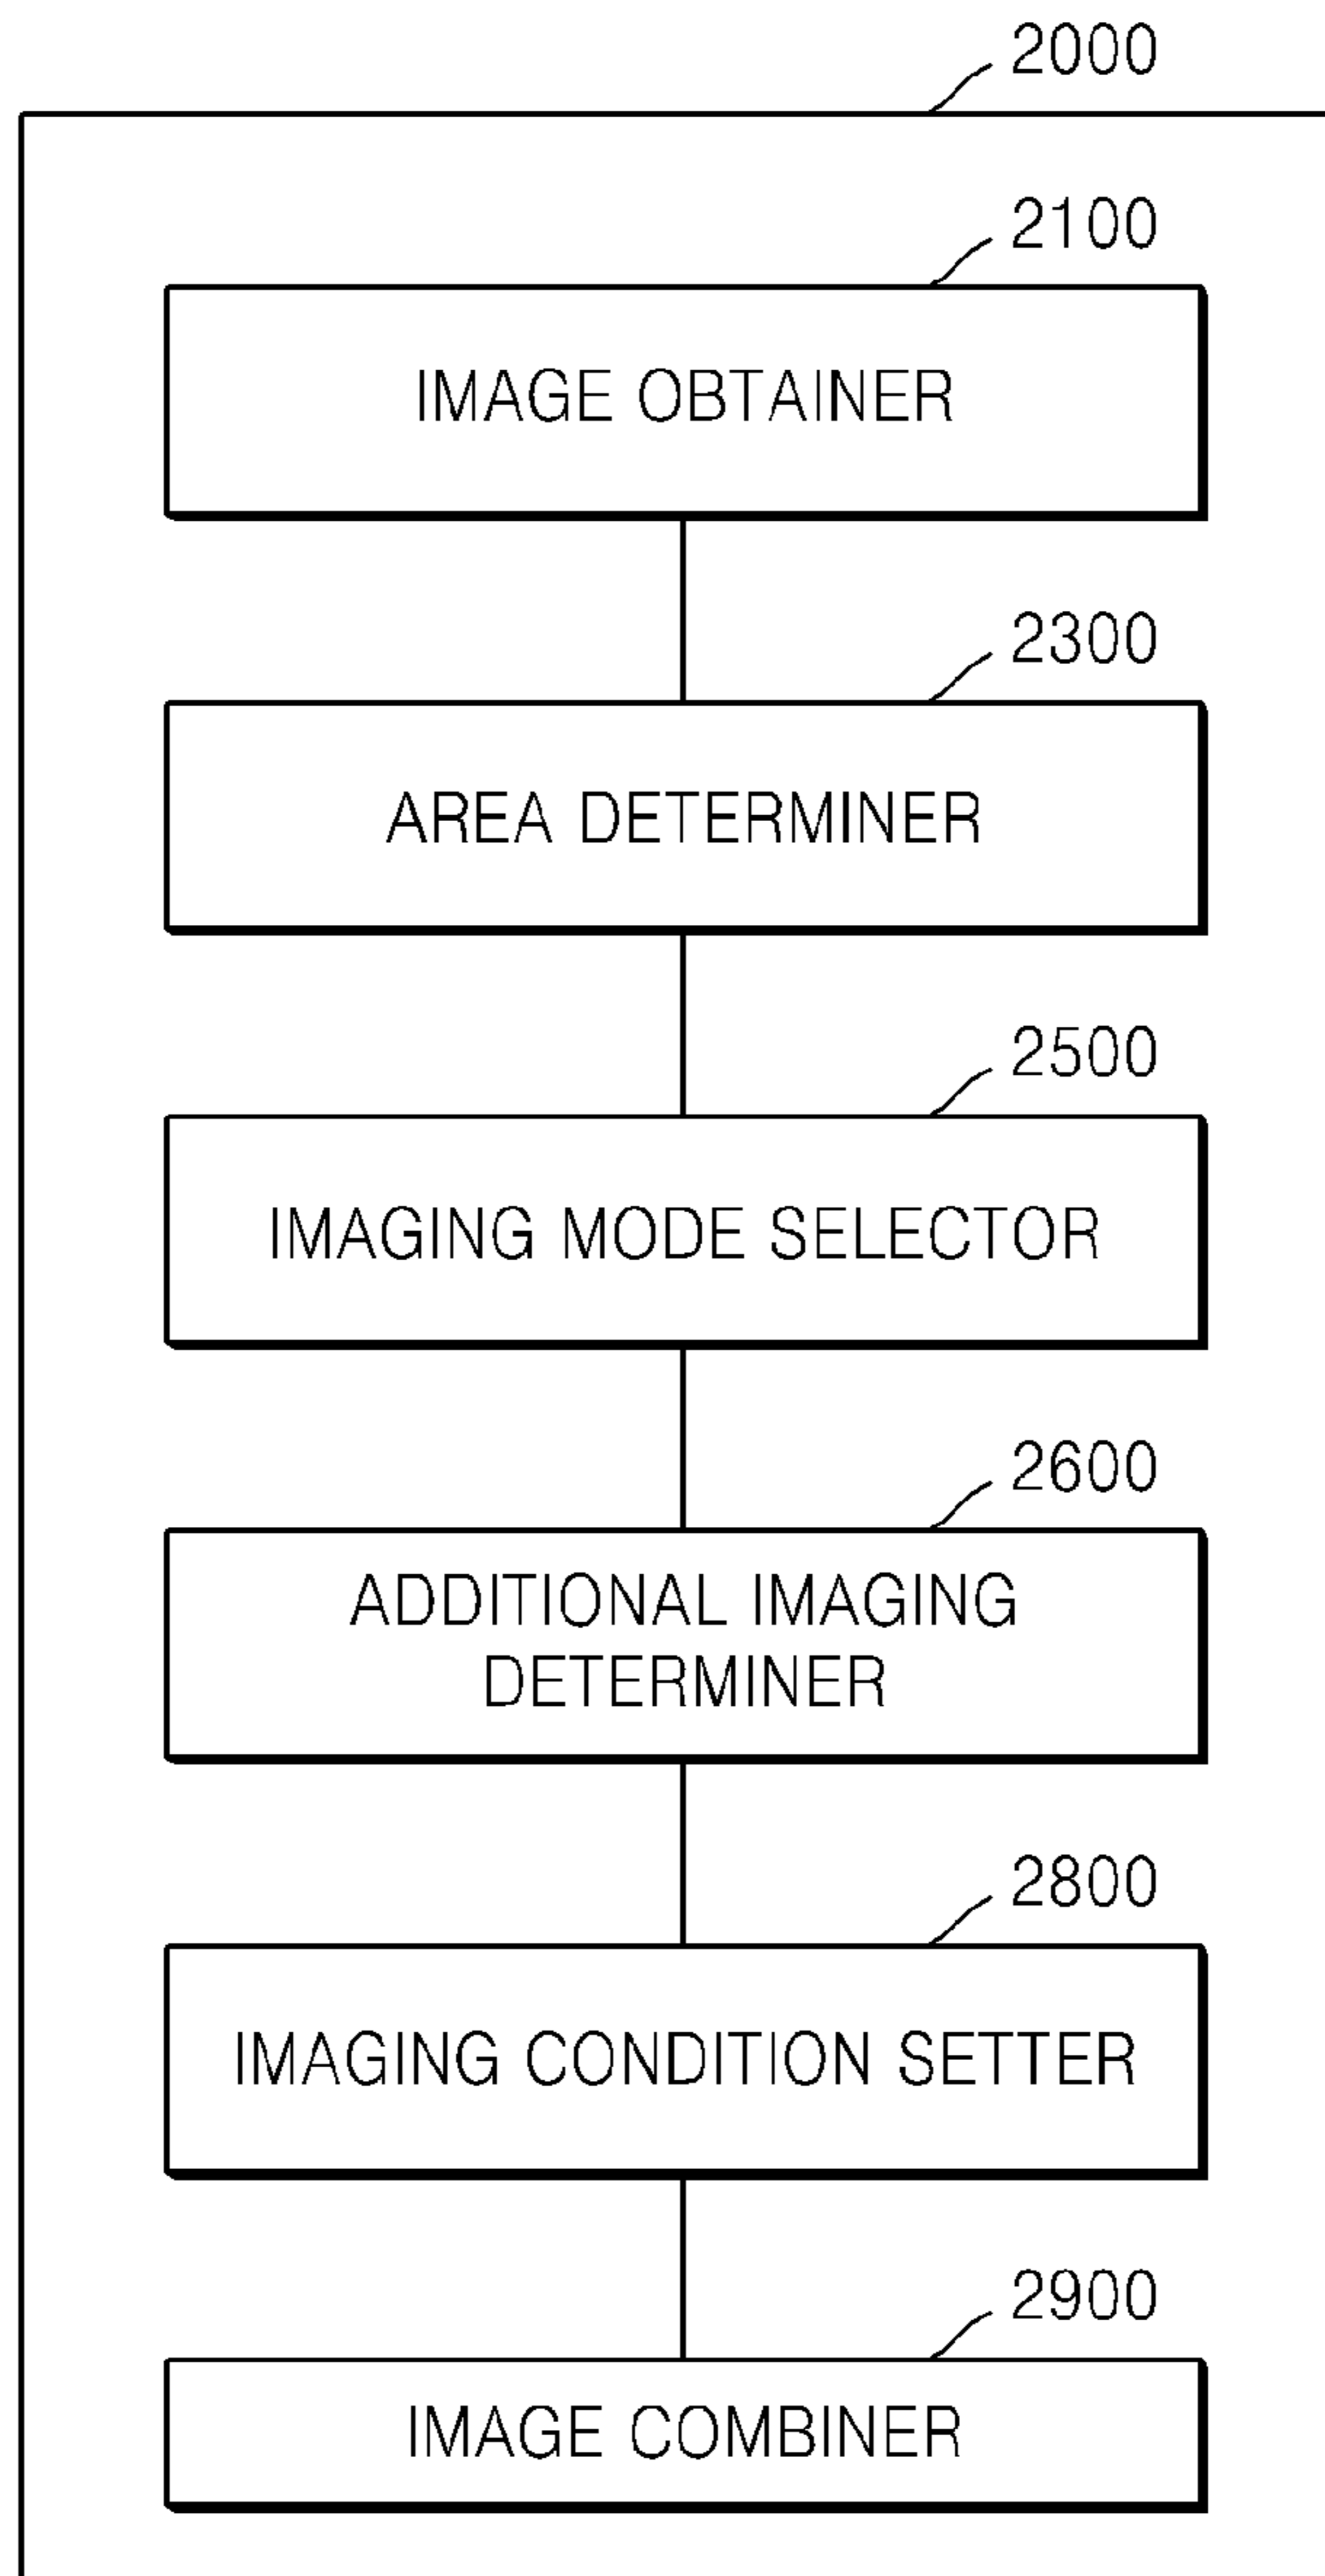 2000
2100
IMAGE OBTAINER
2300
AREA DETERMINER
2500
IMAGING MODE SELECTOR
2600
ADDITIONAL IMAGING
DETERMINER
2800
IMAGING CONDITION SETTER
2900
IMAGE COMBINER